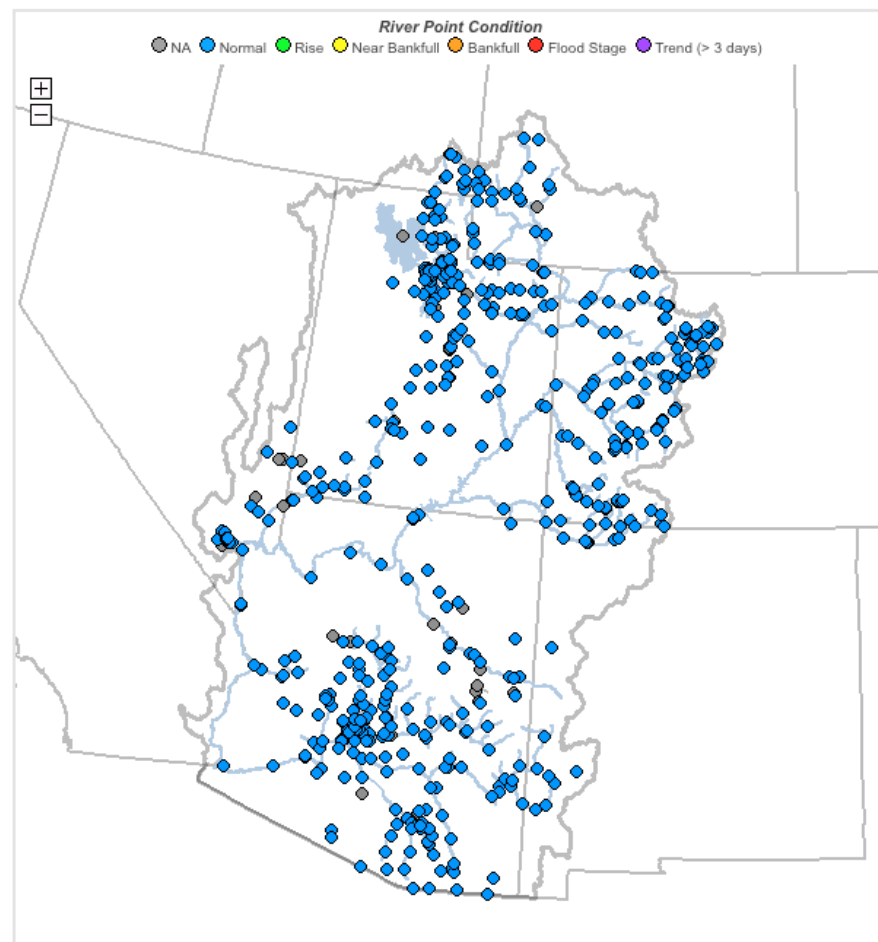 River Point Condition
NA Normal Rise Near Bankfull Bankfull Flood Stage Trend (> 3 days)
+
−